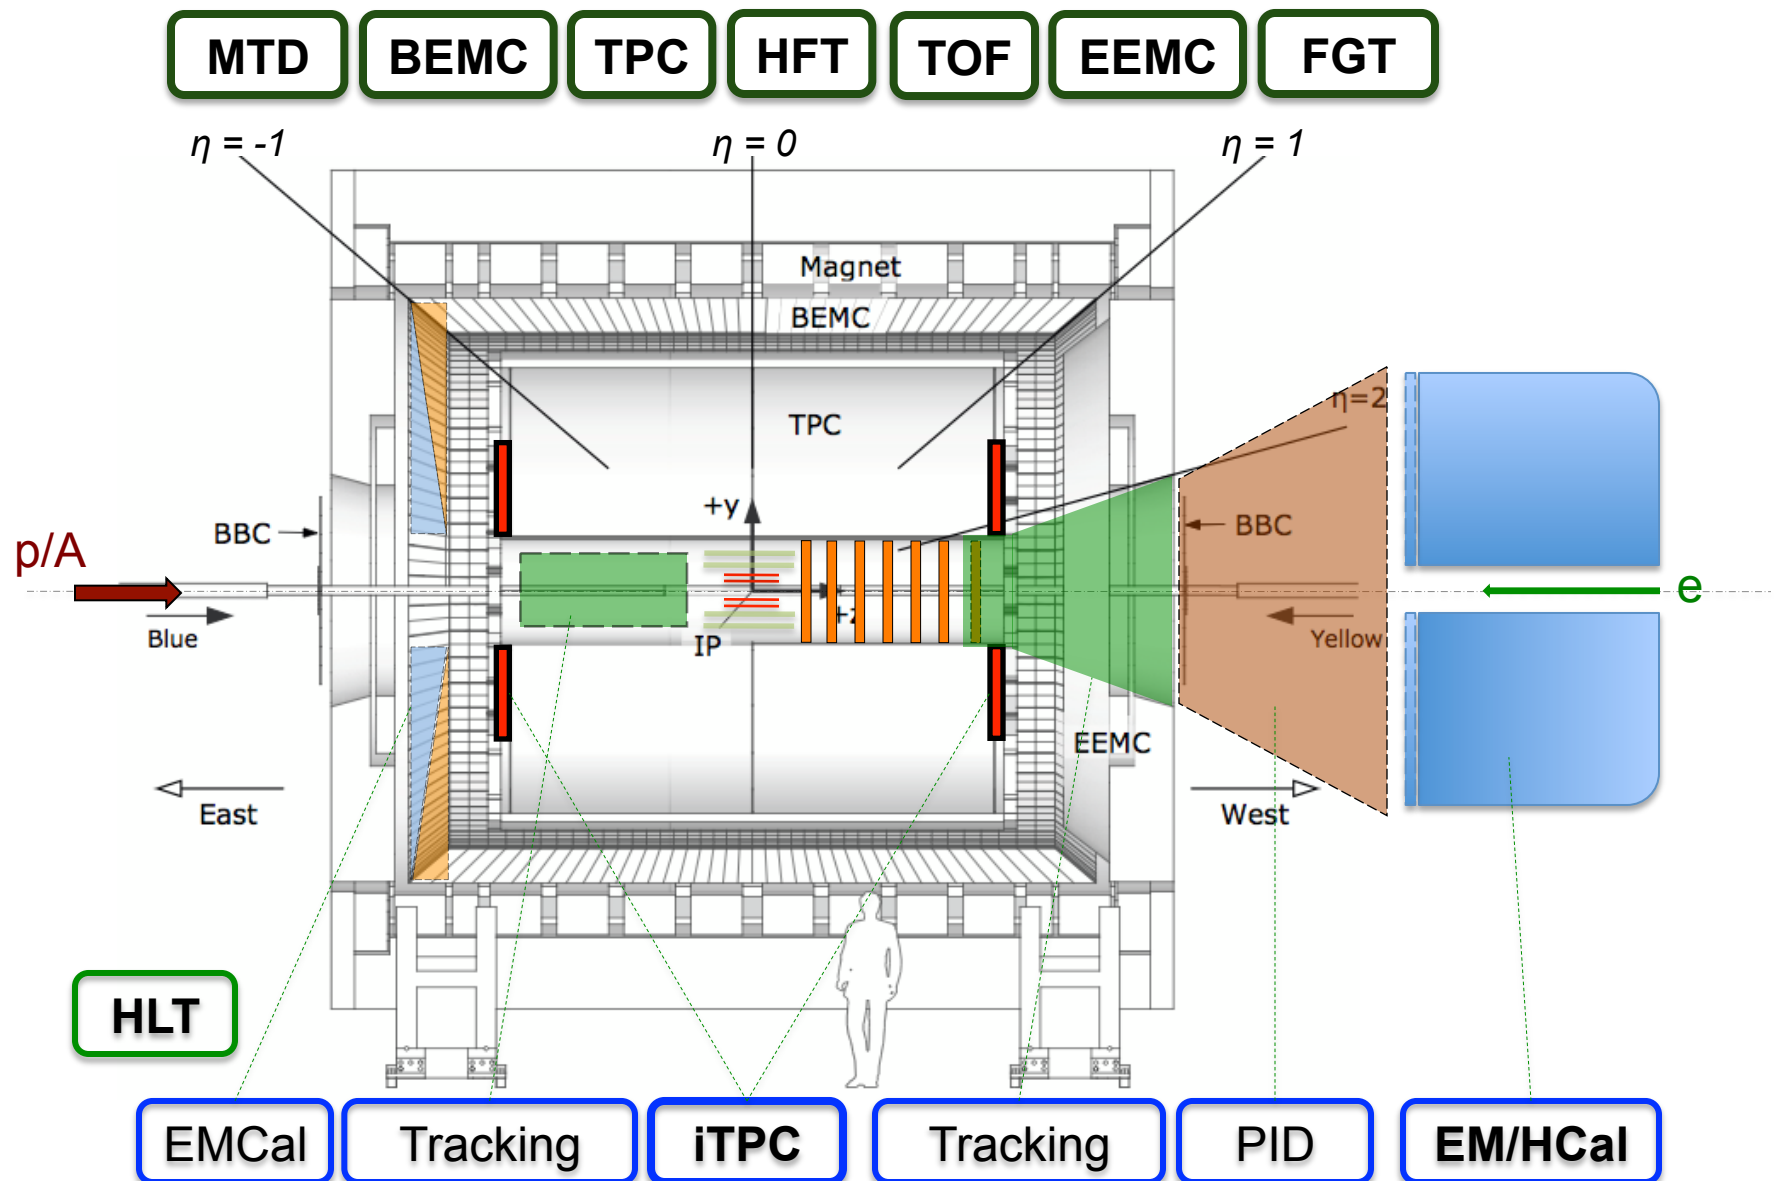 MTD BEMC TPC HFT TOF EEMC FGT
η = -1 η = 0 η = 1
Magnet
BEMC
η=2
TPC
+y
BBC BBC
p/A
e
+z
Blue IP Yellow
EEMC
East West
HLT
EMCal Tracking iTPC Tracking PID EM/HCal